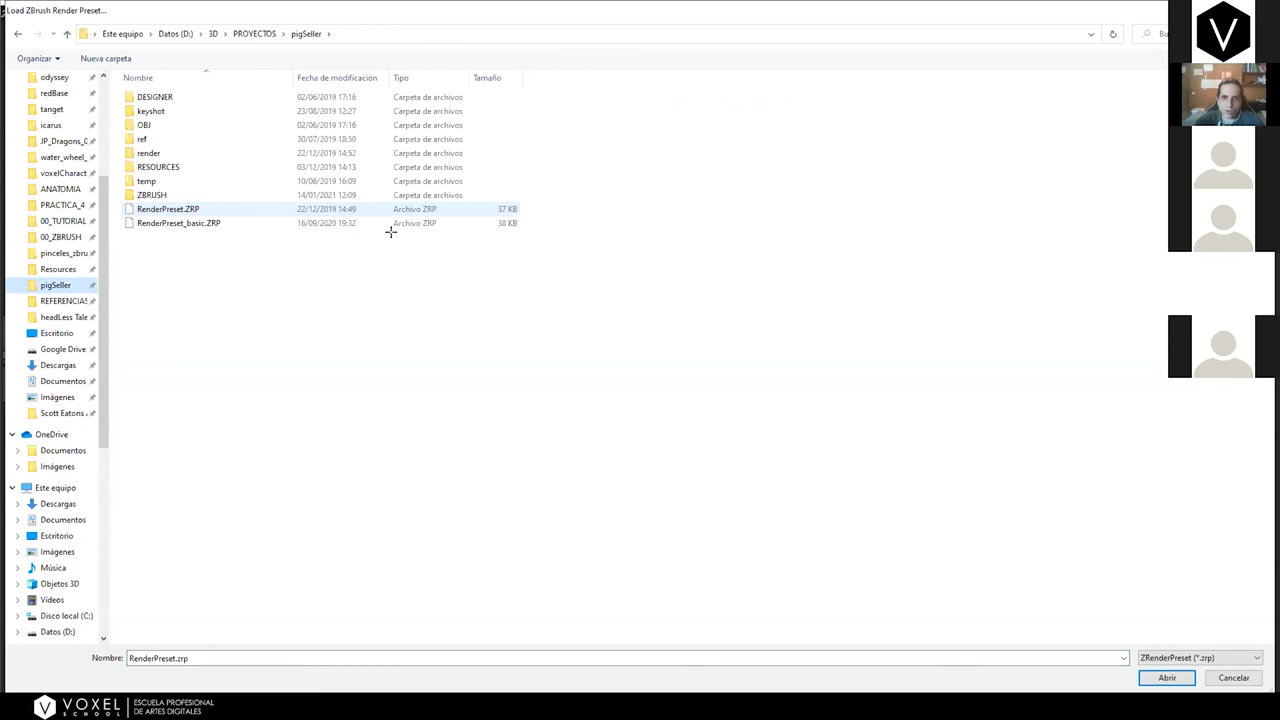 Load ZBrush Render Preset...
Este equipo > Datos (D:) > 3D > PROYECTOS > pigSeller >
Organizar Nueva carpeta
Nombre Fecha de modificación Tipo Tamaño
DESIGNER 02/06/2019 17:16 Carpeta de archivos
keyshot 23/08/2019 12:27 Carpeta de archivos
OBJ 02/06/2019 17:16 Carpeta de archivos
ref 30/07/2019 18:50 Carpeta de archivos
render 22/12/2019 14:52 Carpeta de archivos
RESOURCES 03/12/2019 14:13 Carpeta de archivos
temp 10/06/2019 16:09 Carpeta de archivos
ZBRUSH 14/01/2021 12:09 Carpeta de archivos
RenderPreset.ZRP 22/12/2019 14:49 Archivo ZRP 37 KB
RenderPreset_basic.ZRP 16/09/2020 19:32 Archivo ZRP 38 KB
odyssey
redBase
tanget
icarus
JP_Dragons_0
water_wheel_
voxelCharact
ANATOMIA
PRACTICA_4
00_TUTORIAL
00_ZBRUSH
pinceles_zbru
Resources
pigSeller
REFERENCIAS
headLess Tale
Escritorio
Google Drive
Descargas
Documentos
Imágenes
Scott Eatons
OneDrive
Documentos
Imágenes
Este equipo
Descargas
Documentos
Escritorio
Imágenes
Música
Objetos 3D
Vídeos
Disco local (C:)
Datos (D:)
Nombre: RenderPreset.zrp ZRenderPreset (*.zrp)
Abrir Cancelar
VOXEL
SCHOOL
ESCUELA PROFESIONAL
DE ARTES DIGITALES